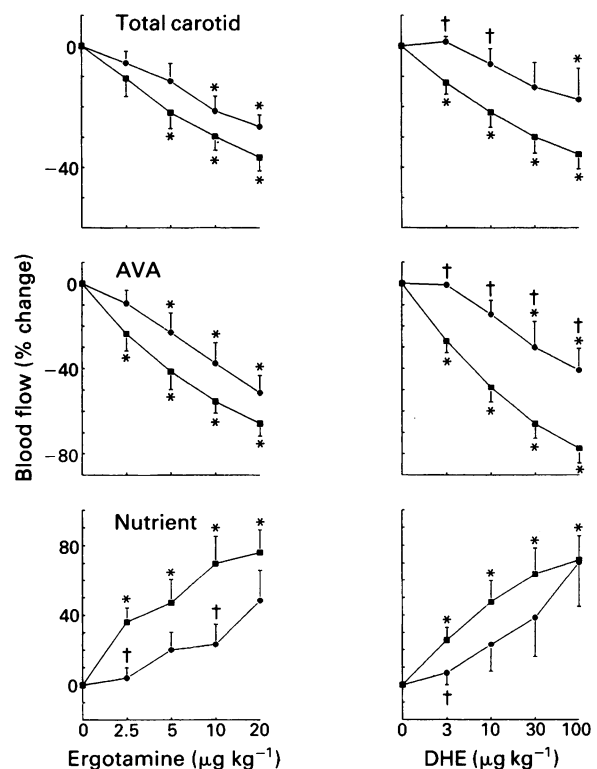 Total carotid
0
−40
AVA
0
−40
−80
Blood flow (% change)
Nutrient
80
40
0
0 2.5 5 10 20
Ergotamine (μg kg⁻¹)
0 3 10 30 100
DHE (μg kg⁻¹)